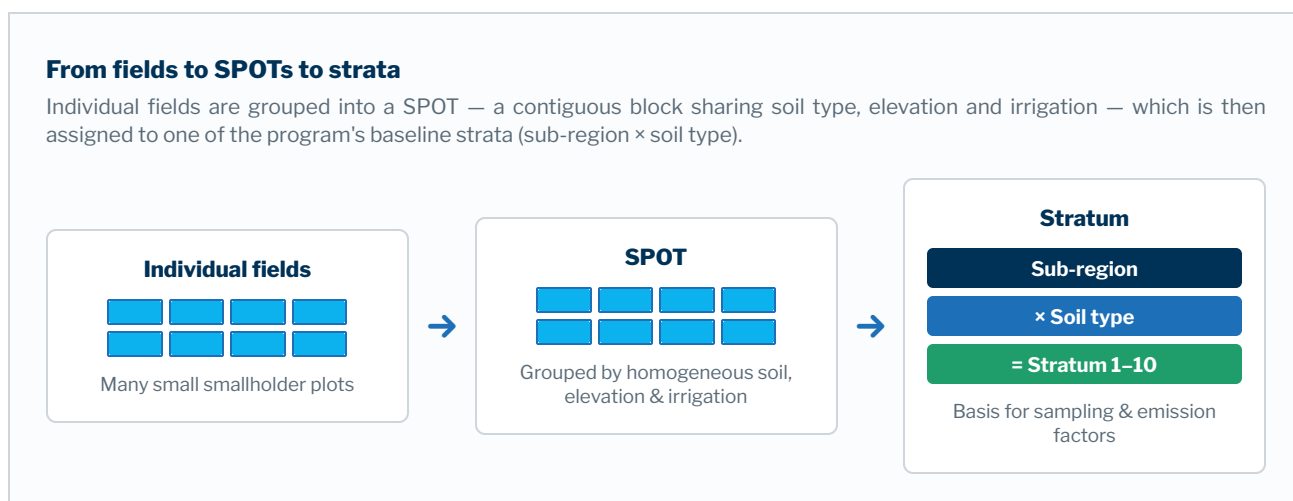 From fields to SPOTs to strata
Individual fields are grouped into a SPOT — a contiguous block sharing soil type, elevation and irrigation — which is then
assigned to one of the program's baseline strata (sub-region × soil type).
Individual fields
Many small smallholder plots
SPOT
Grouped by homogeneous soil,
elevation & irrigation
Stratum
Sub-region
× Soil type
= Stratum 1–10
Basis for sampling & emission
factors